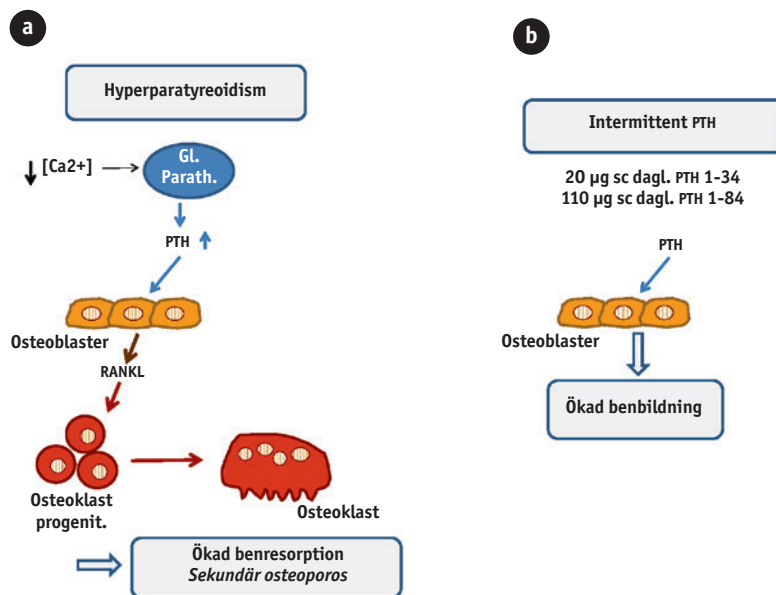 a
Hyperparatyreoidism
[Ca2+]
Gl.
Parath.
PTH
Osteoblaster
RANKL
Osteoklast
progenit.
Osteoklast
Ökad benresorption
Sekundär osteoporos
b
Intermittent PTH
20 µg sc dagl. PTH 1-34
110 µg sc dagl. PTH 1-84
PTH
Osteoblaster
Ökad benbildning